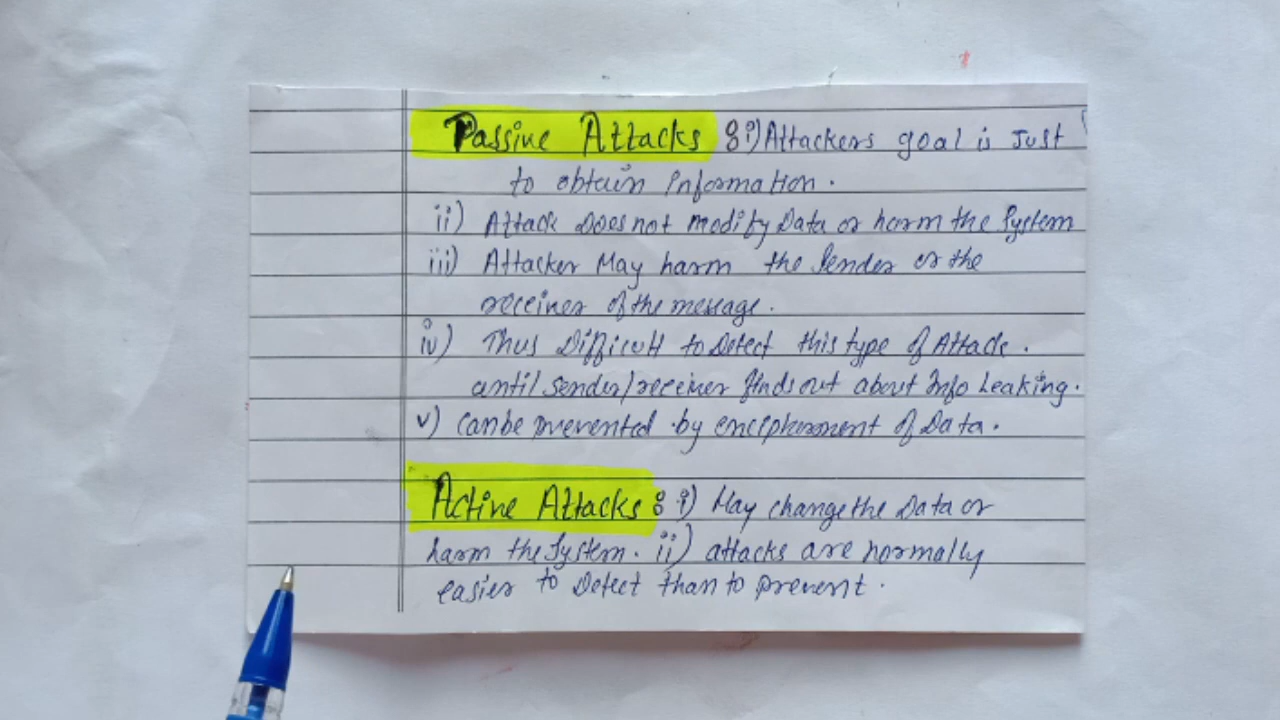 Passive Attacks : i) Attackers goal is Just
to obtain Information.
ii) Attack Does not modify Data or harm the System
iii) Attacker May harm the Sender or the
receiver of the message.
iv) Thus Difficult to Detect this type of Attack.
until sender/receiver finds out about Info Leaking.
v) Can be prevented by encipherment of Data.
Active Attacks : i) May change the Data or
harm the System. ii) attacks are normally
easier to Detect than to prevent.